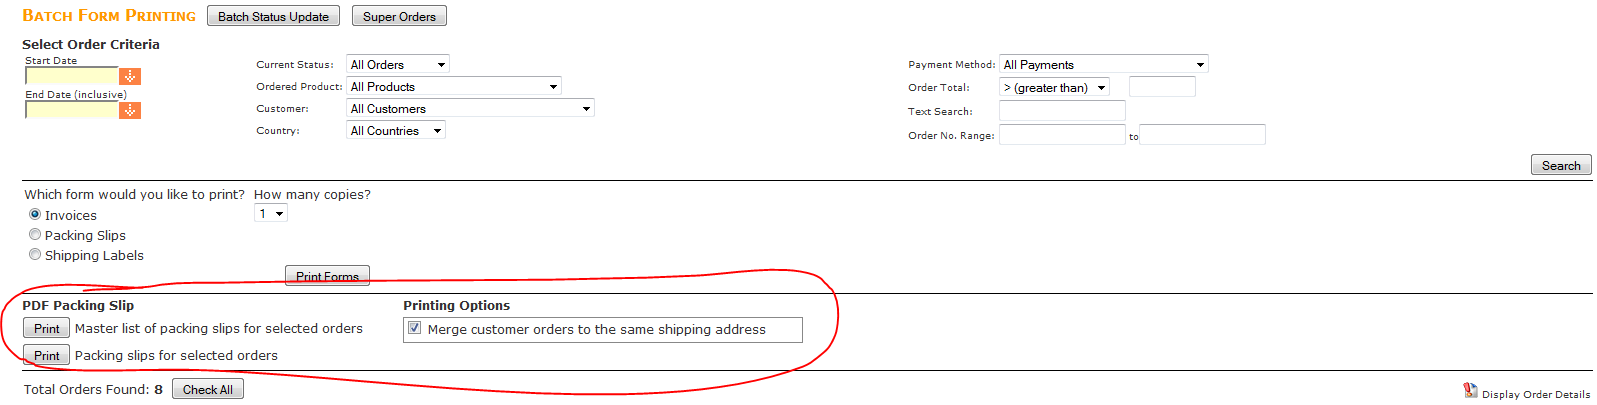 BATCH FORM PRINTING Batch Status Update Super Orders
Select Order Criteria
Start Date
End Date (inclusive)
Current Status: All Orders
Ordered Product: All Products
Customer: All Customers
Country: All Countries
Payment Method: All Payments
Order Total: > (greater than)
Text Search:
Order No. Range: to
Search
Which form would you like to print? How many copies?
Invoices 1
Packing Slips
Shipping Labels
Print Forms
PDF Packing Slip Printing Options
Print Master list of packing slips for selected orders Merge customer orders to the same shipping address
Print Packing slips for selected orders
Total Orders Found: 8 Check All Display Order Details